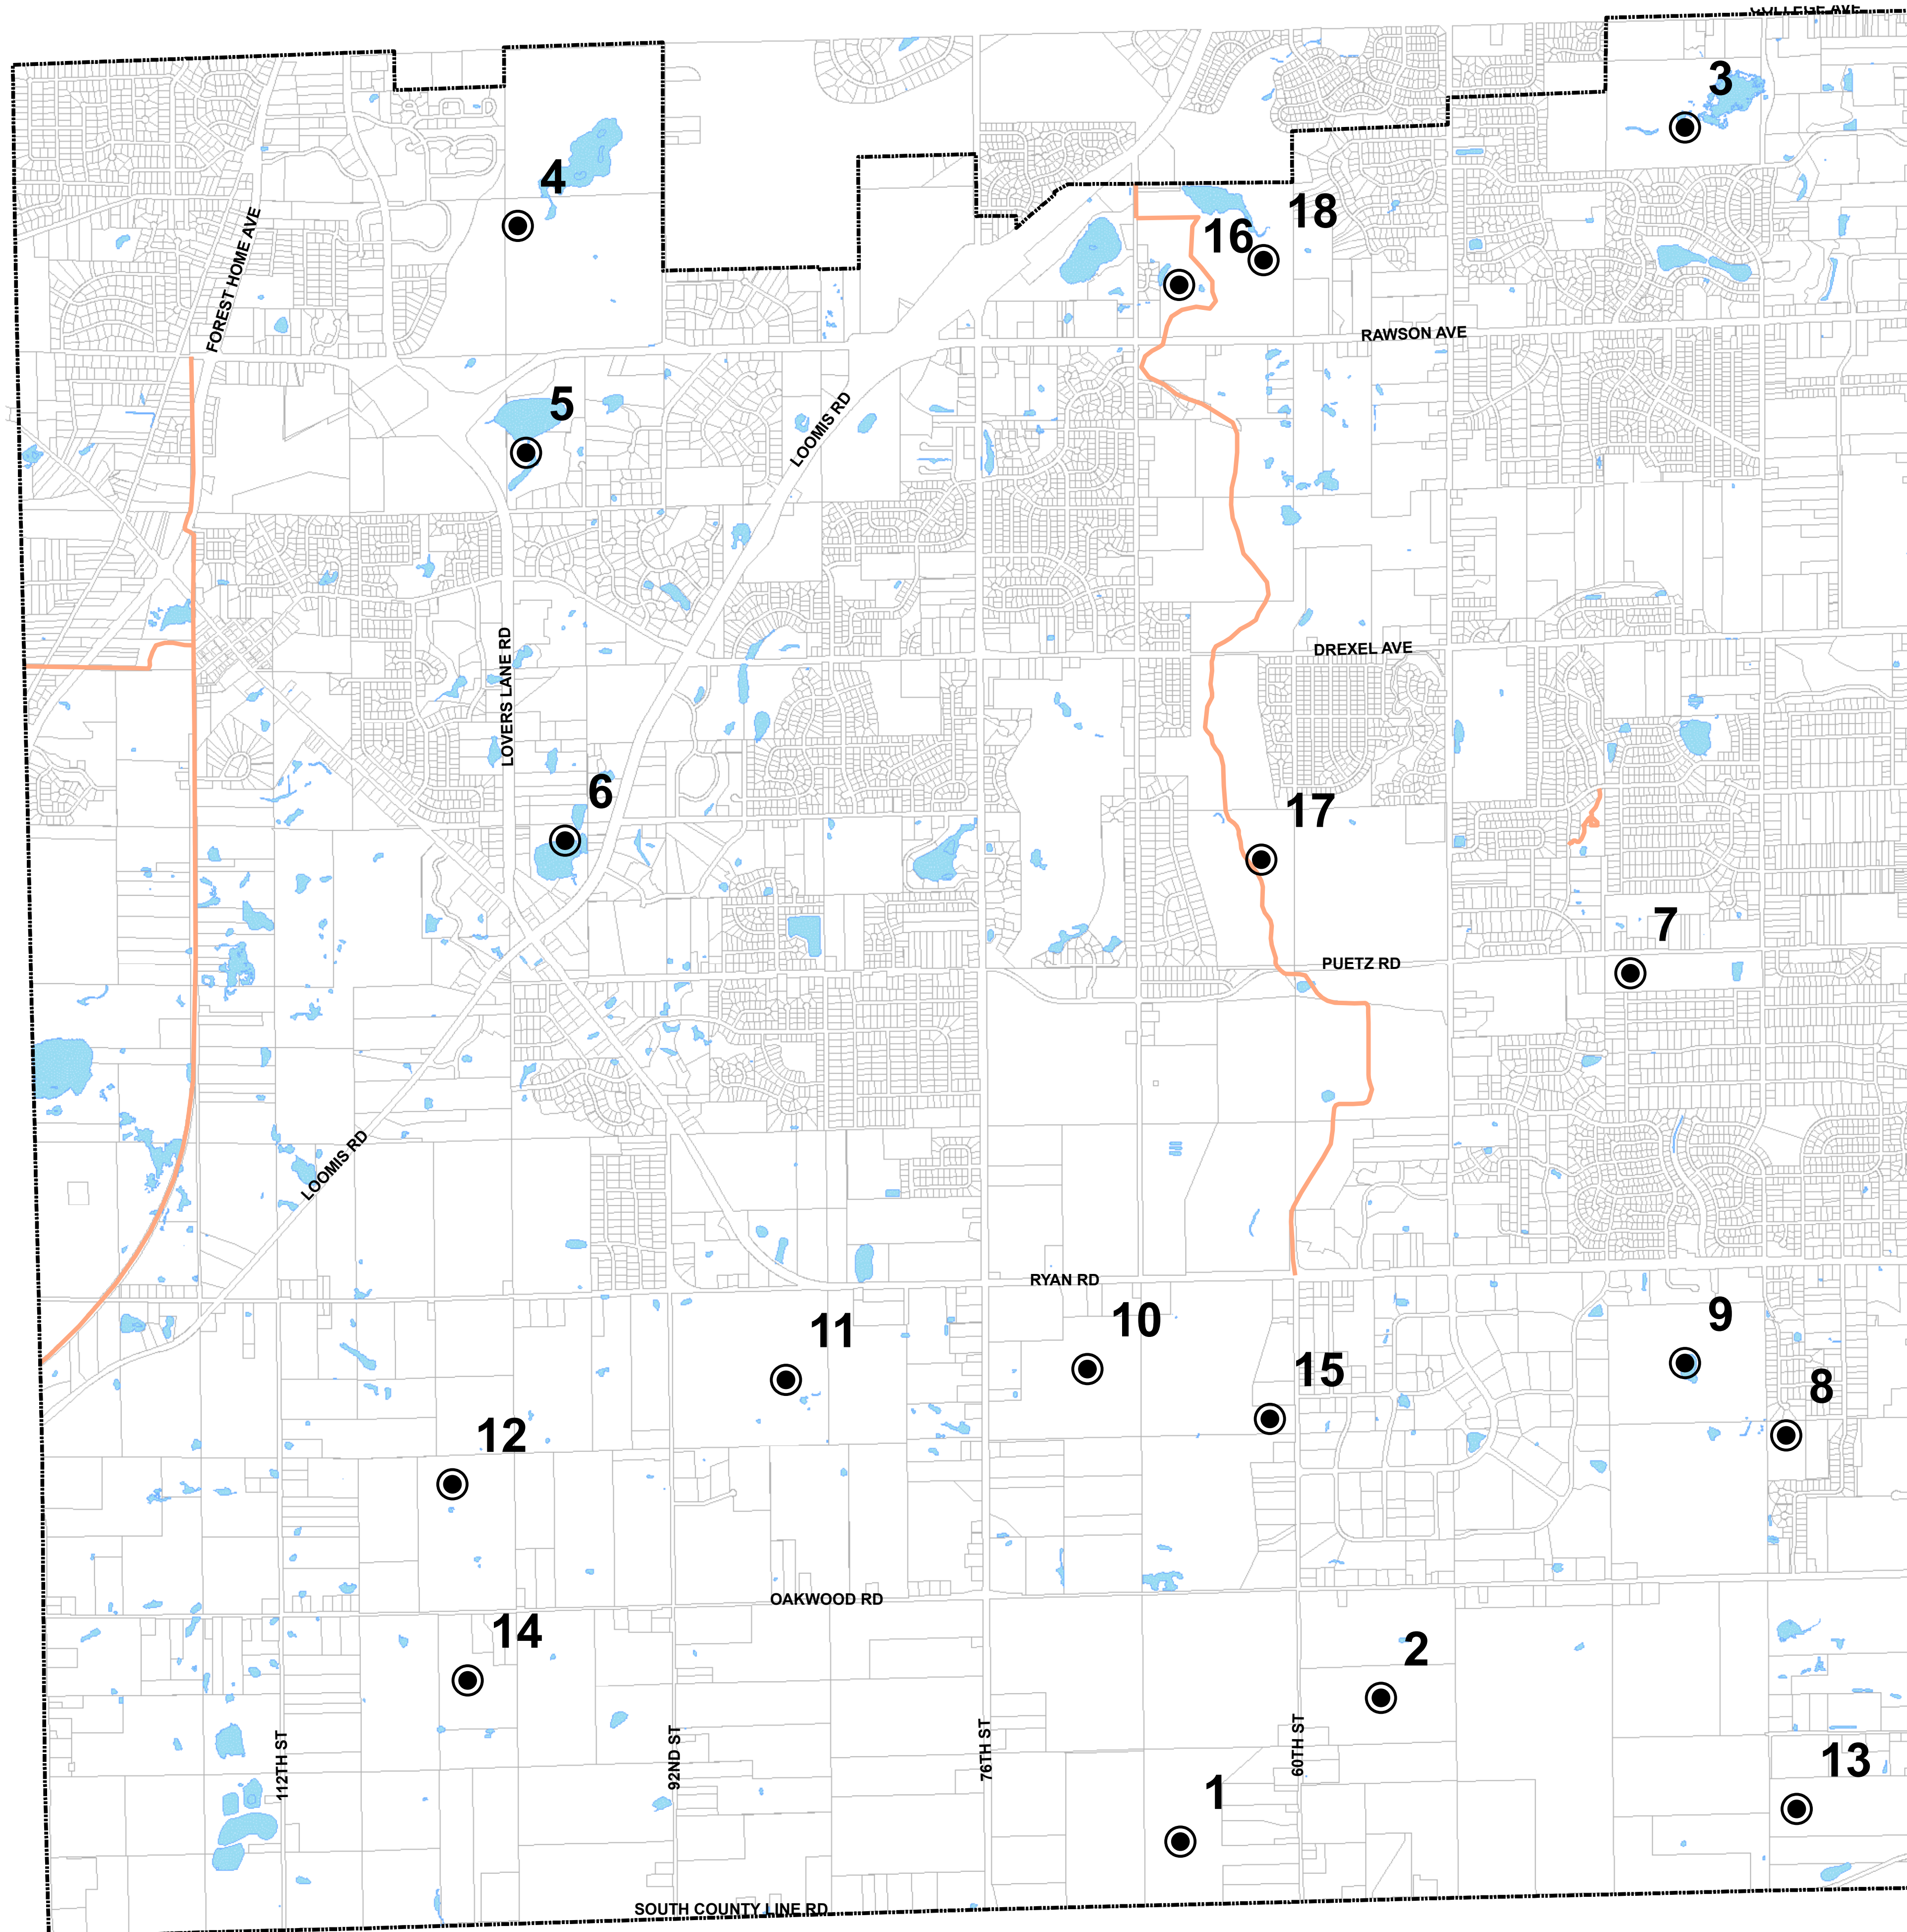 COLLEGE AVE
3
4
18
16
FOREST HOME AVE
RAWSON AVE
5
LOOMIS RD
DREXEL AVE
LOVERS LANE RD
6
17
7
PUETZ RD
LOOMIS RD
RYAN RD
9
10
11
15
8
12
OAKWOOD RD
14
2
112TH ST
92ND ST
76TH ST
60TH ST
13
1
SOUTH COUNTY LINE RD